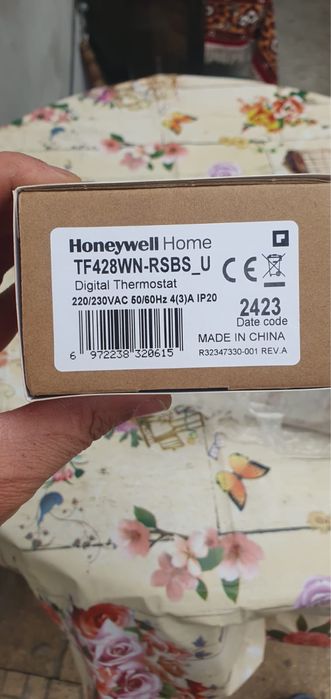 Honeywell Home
TF428WN-RSBS_U
Digital Thermostat
220/230VAC 50/60Hz 4(3)A IP20
CE
2423
Date code
MADE IN CHINA
6 972238 320615
R32347330-001 REV.A